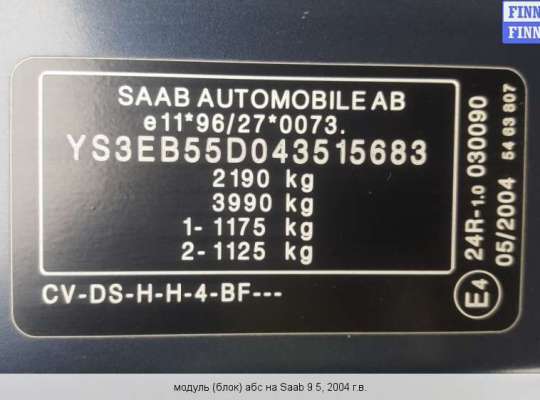 FINN
FINN
SAAB AUTOMOBILE AB
e11*96/27*0073.
YS3EB55D043515683
2190 kg
3990 kg
1- 1175 kg
2- 1125 kg
CV-DS-H-H-4-BF---
E4
24R-1.0 030090
05/2004 54 63 807
модуль (блок) абс на Saab 9 5, 2004 г.в.